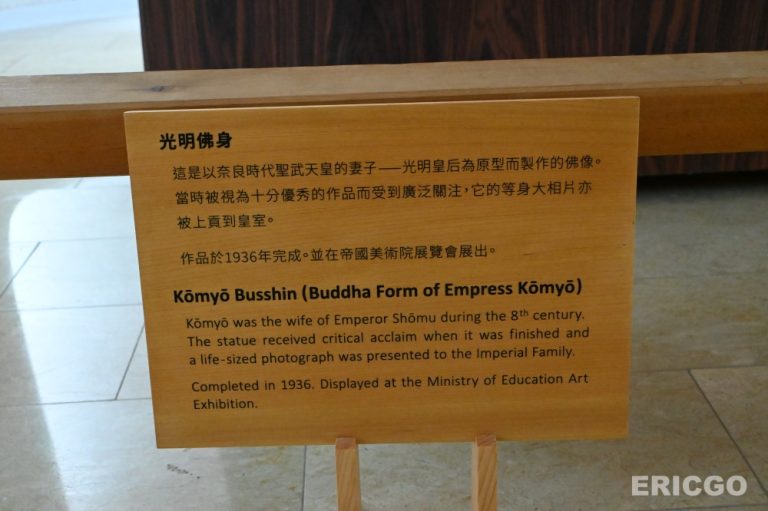 光明佛身
這是以奈良時代聖武天皇的妻子——光明皇后為原型而製作的佛像。
當時被視為十分優秀的作品而受到廣泛關注，它的等身大相片亦
被上頁到皇室。
作品於1936年完成。並在帝國美術院展覽會展出。
Kōmyō Busshin (Buddha Form of Empress Kōmyō)
Kōmyō was the wife of Emperor Shōmu during the 8th century.
The statue received critical acclaim when it was finished and
a life-sized photograph was presented to the Imperial Family.
Completed in 1936. Displayed at the Ministry of Education Art
Exhibition.
ERICGO